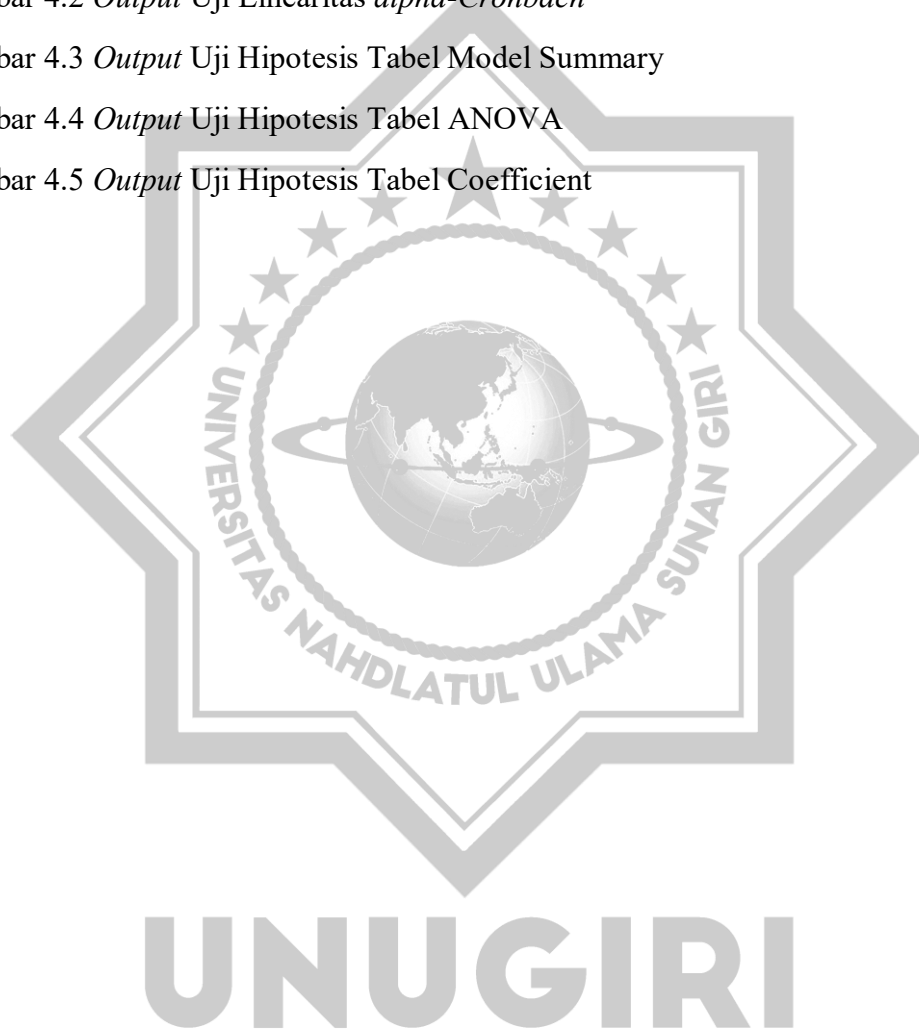 bar 4.2 Output Uji Linearitas alpha-Cronbach
bar 4.3 Output Uji Hipotesis Tabel Model Summary
bar 4.4 Output Uji Hipotesis Tabel ANOVA
bar 4.5 Output Uji Hipotesis Tabel Coefficient
UNIVERSITAS NAHDLATUL ULAMA SUNAN GIRI
UNUGIRI